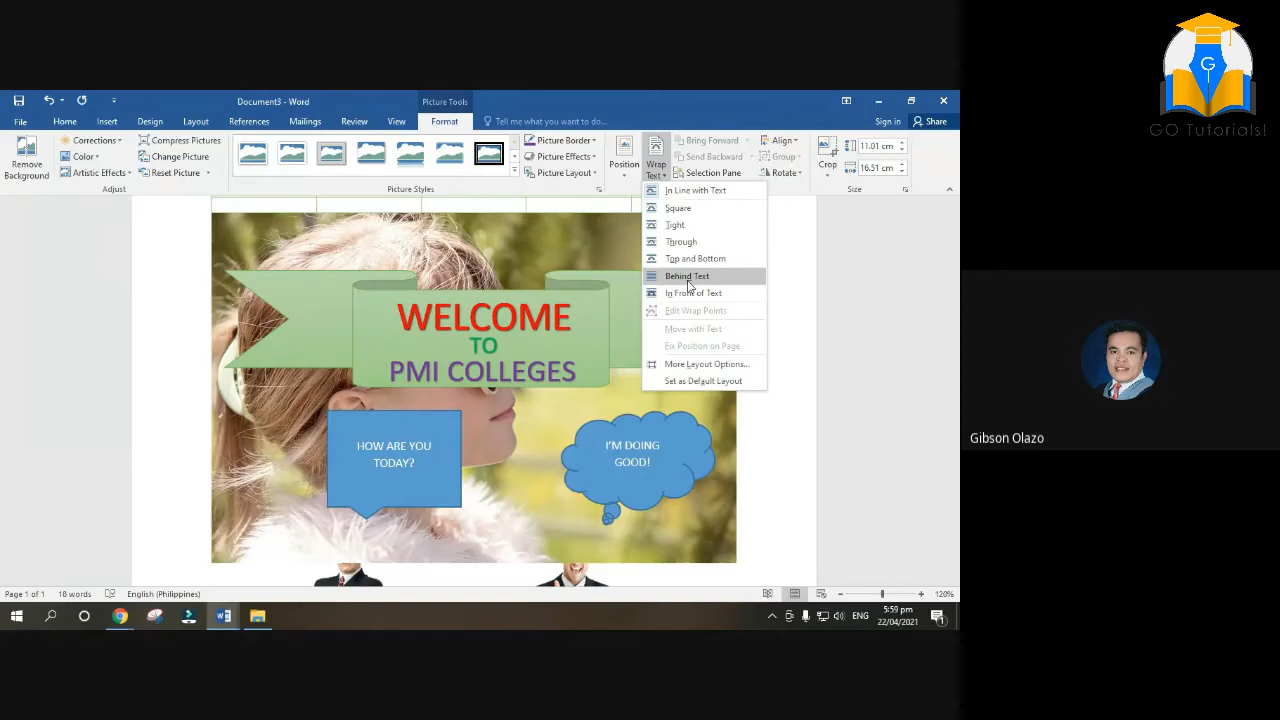 G
GO Tutorials!
Document3 - Word
Picture Tools
File
Home
Insert
Design
Layout
References
Mailings
Review
View
Format
Tell me what you want to do...
Sign in
Share
Remove
Background
Corrections
Color
Artistic Effects
Compress Pictures
Change Picture
Reset Picture
Adjust
Picture Styles
Picture Border
Picture Effects
Picture Layout
Position
Wrap
Text
Bring Forward
Send Backward
Selection Pane
Align
Group
Rotate
Crop
11.01 cm
16.51 cm
Size
In Line with Text
Square
Tight
Through
Top and Bottom
Behind Text
In Front of Text
Edit Wrap Points
Move with Text
Fix Position on Page
More Layout Options...
Set as Default Layout
WELCOME
TO
PMI COLLEGES
HOW ARE YOU
TODAY?
I'M DOING
GOOD!
Gibson Olazo
Page 1 of 1
18 words
English (Philippines)
120%
ENG
5:59 pm
22/04/2021
1